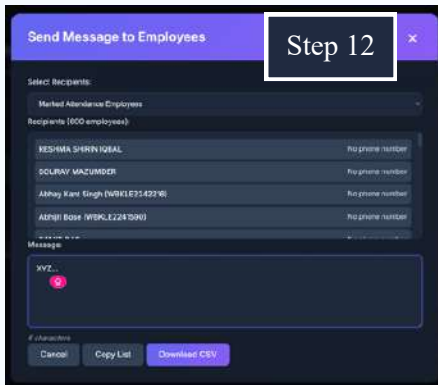 Send Message to Employees
Step 12
×
Select Recipients:
Marked Attendance Employees
Recipients (600 employees):
RESHMA SHIRIN IQBAL No phone number
SOURAV MAZUMDER No phone number
Abhay Kant Singh No phone number
Abhijit Bose No phone number
Message:
XYZ...
characters
Cancel Copy List Download CSV